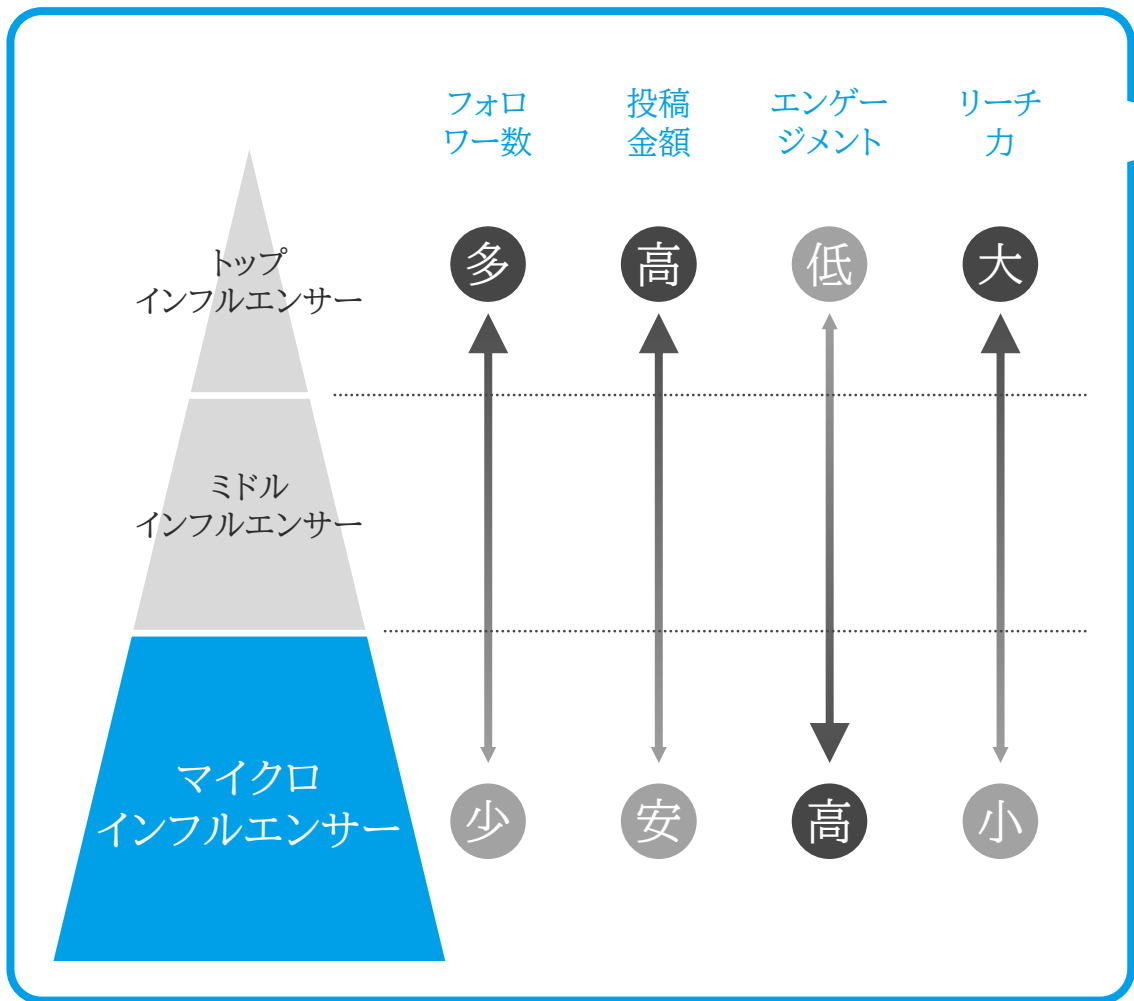 フォロ
ワー数
投稿
金額
エンゲー
ジメント
リーチ
力
トップ
インフルエンサー
多
高
低
大
ミドル
インフルエンサー
マイクロ
インフルエンサー
少
安
高
小